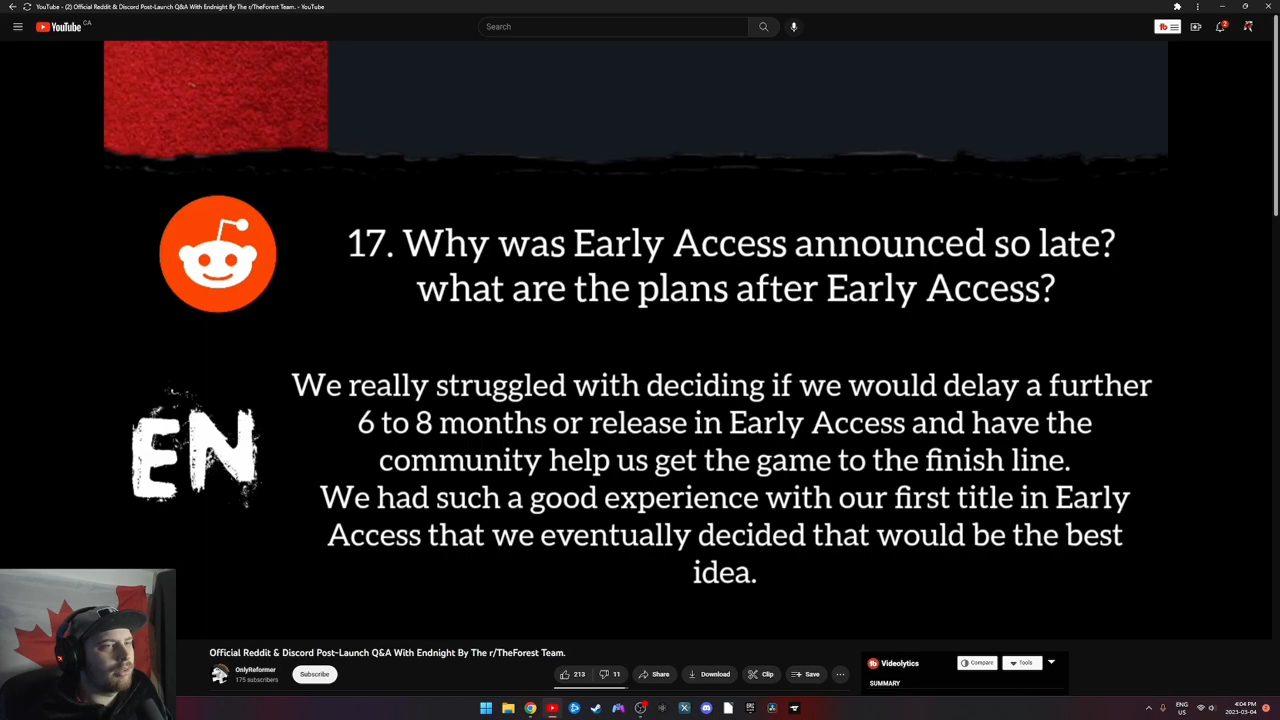 YouTube - (2) Official Reddit & Discord Post-Launch Q&A With Endnight By The r/TheForest Team. - YouTube
YouTube CA
Search
fb
2
17. Why was Early Access announced so late?
what are the plans after Early Access?
EN
We really struggled with deciding if we would delay a further
6 to 8 months or release in Early Access and have the
community help us get the game to the finish line.
We had such a good experience with our first title in Early
Access that we eventually decided that would be the best
idea.
Official Reddit & Discord Post-Launch Q&A With Endnight By The r/TheForest Team.
OnlyReformer
175 subscribers
Subscribe
213
11
Share
Download
Clip
Save
fb Videolytics
Compare
Tools
SUMMARY
ENG
US
4:04 PM
2023-03-04